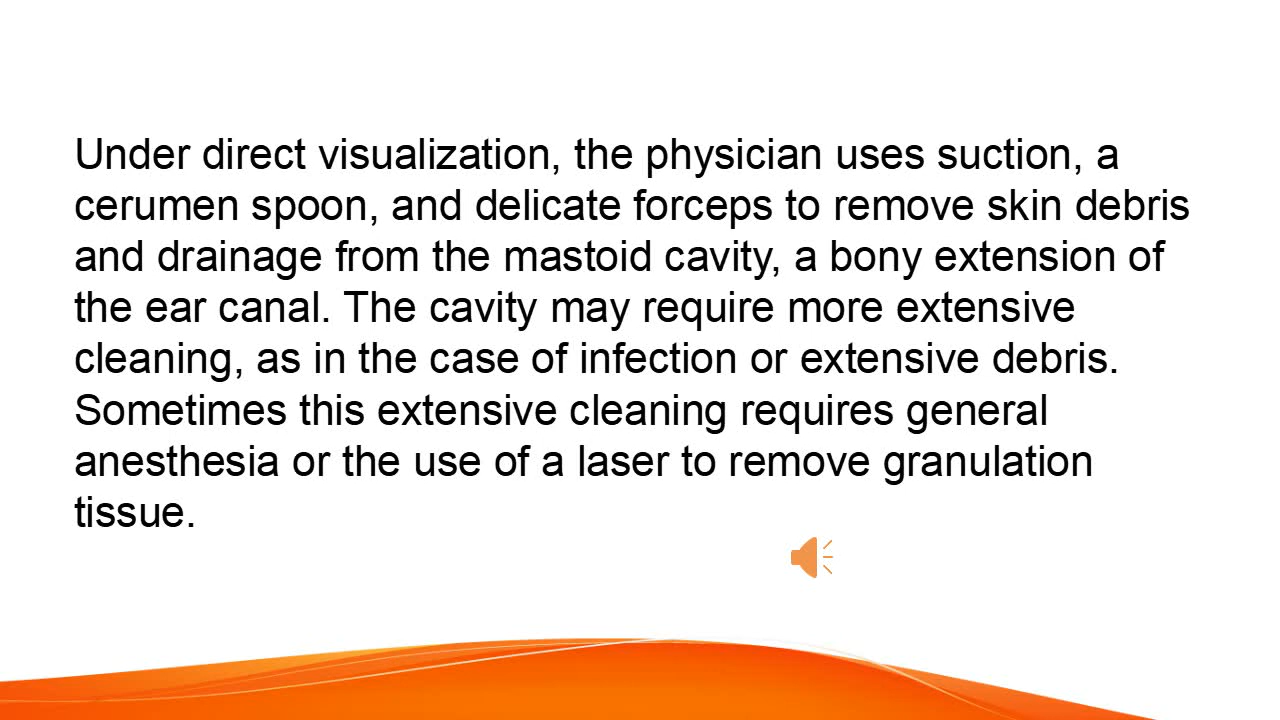 Under direct visualization, the physician uses suction, a
cerumen spoon, and delicate forceps to remove skin debris
and drainage from the mastoid cavity, a bony extension of
the ear canal. The cavity may require more extensive
cleaning, as in the case of infection or extensive debris.
Sometimes this extensive cleaning requires general
anesthesia or the use of a laser to remove granulation
tissue.